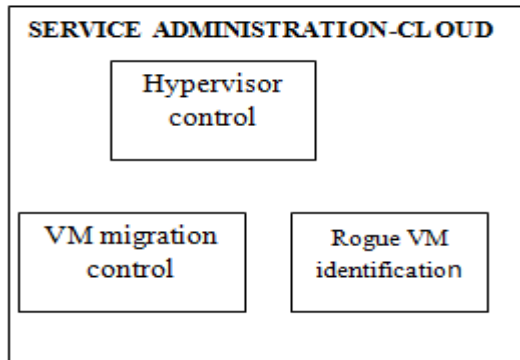 SERVICE ADMINISTRATION-CLOUD
Hypervisor
control
VM migration
control
Rogue VM
identification